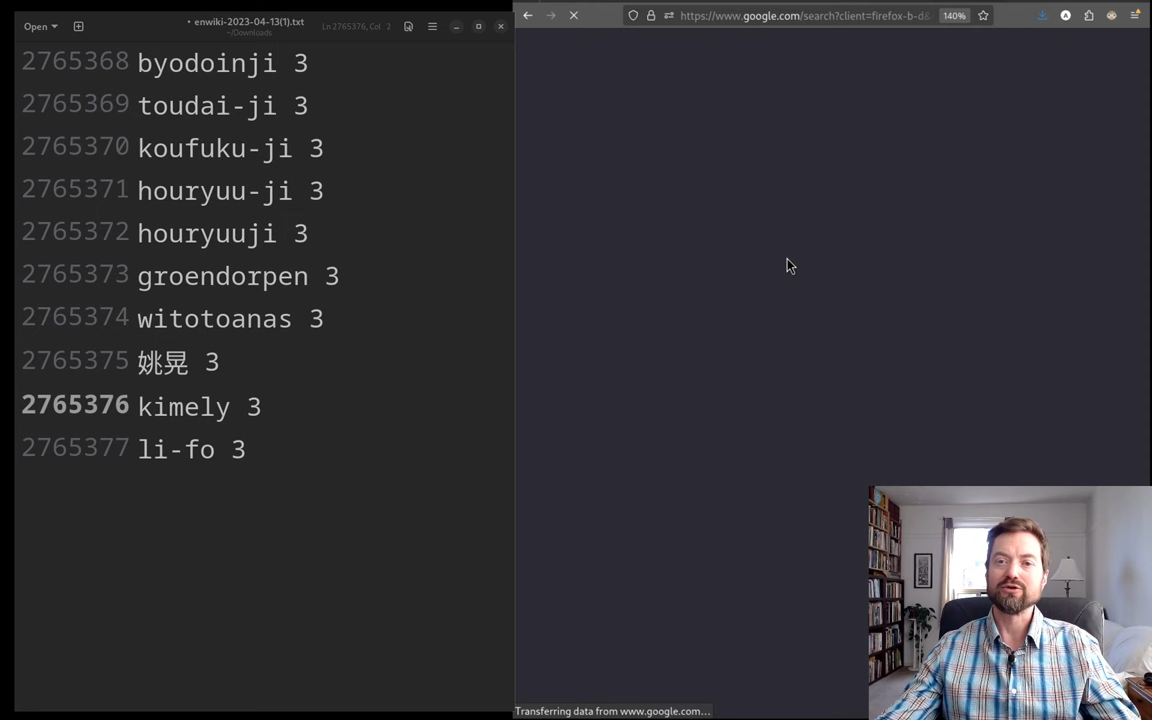 Open
• enwiki-2023-04-13(1).txt
~/Downloads
Ln 2765376, Col 2
2765368 byodoinji 3
2765369 toudai-ji 3
2765370 koufuku-ji 3
2765371 houryuu-ji 3
2765372 houryuuji 3
2765373 groendorpen 3
2765374 witotoanas 3
2765375 姚晃 3
2765376 kimely 3
2765377 li-fo 3
https://www.google.com/search?client=firefox-b-d&
140%
Transferring data from www.google.com…